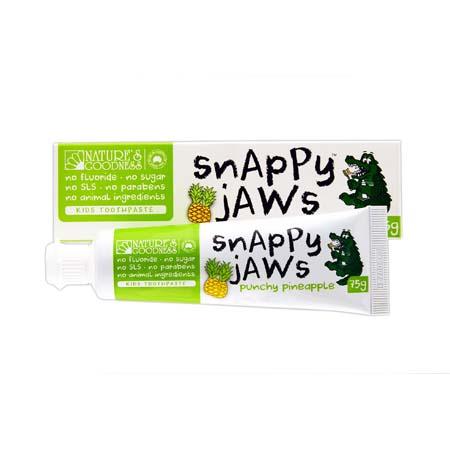 NATURE'S
GOODNESS
no fluoride - no sugar
no SLS - no parabens
no animal ingredients
KIDS TOOTHPASTE
snAppy
jAWs
5g
NATURE'S
GOODNESS
no fluoride - no sugar
no SLS - no parabens
no animal ingredients
KIDS TOOTHPASTE
snAppy
jAWs
punchy pineapple
75g